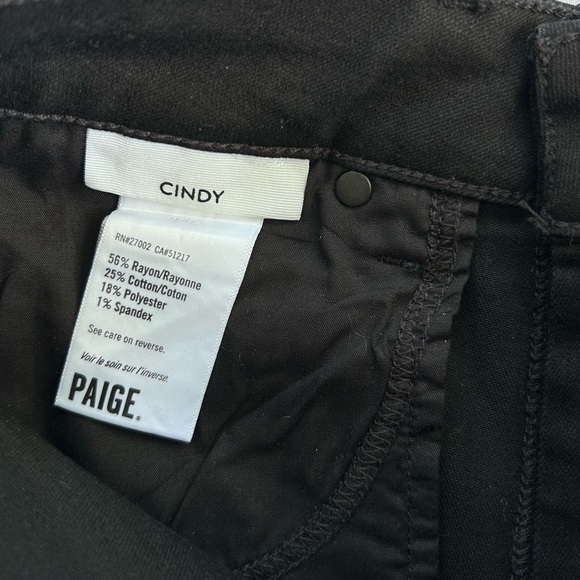 CINDY
RN#27002 CA#51217
56% Rayon/Rayonne
25% Cotton/Coton
18% Polyester
1% Spandex
See care on reverse.
Voir le soin sur l'inverse.
PAIGE®